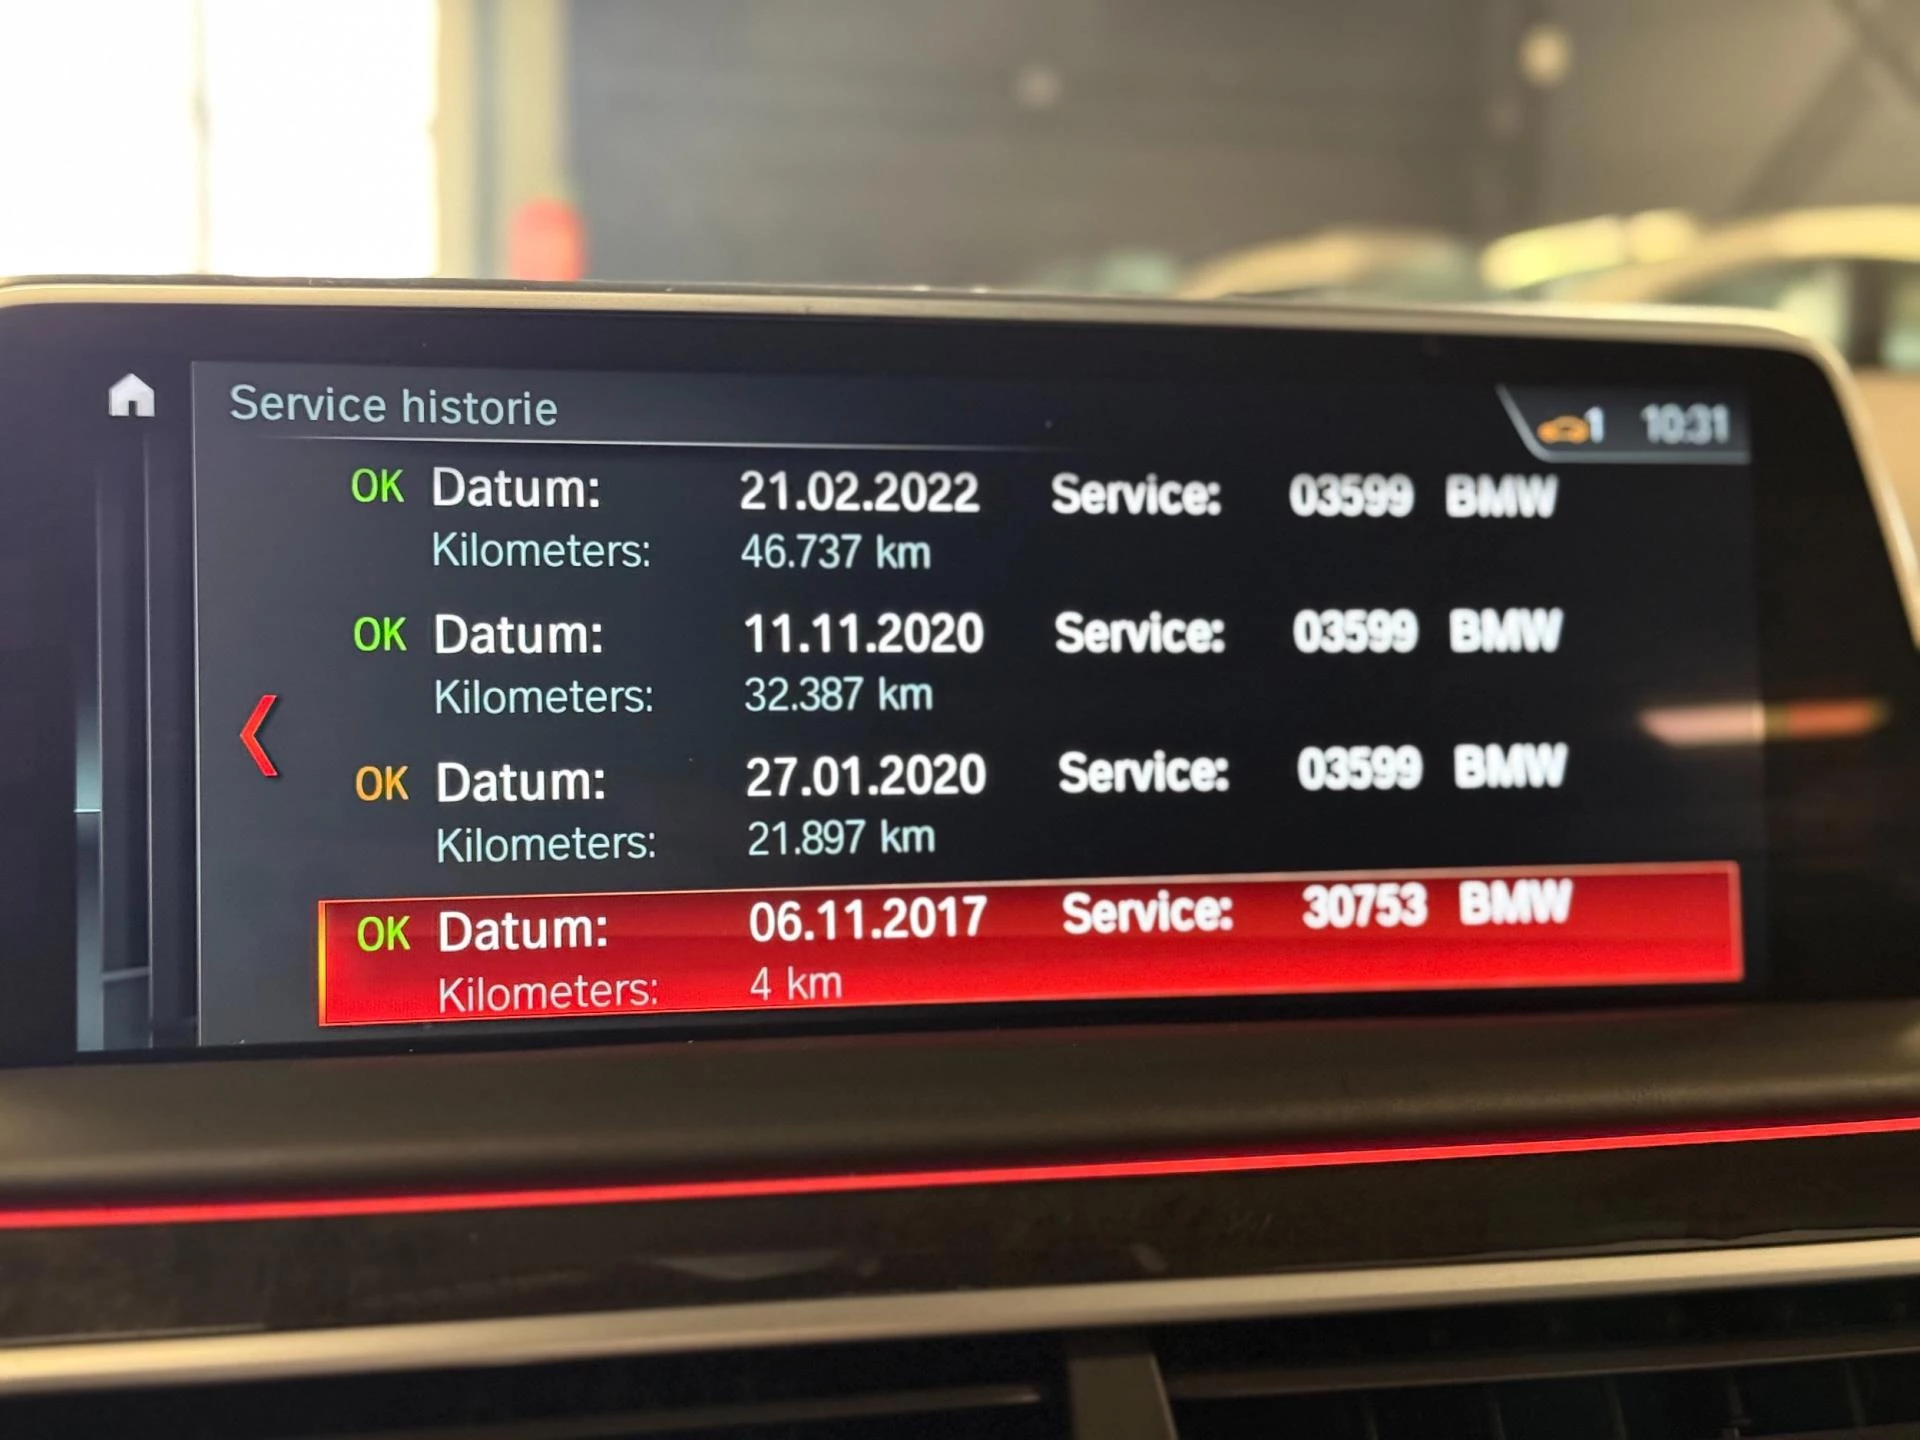 Service historie
1 10:31
OK Datum: 21.02.2022 Service: 03599 BMW
Kilometers: 46.737 km
OK Datum: 11.11.2020 Service: 03599 BMW
Kilometers: 32.387 km
OK Datum: 27.01.2020 Service: 03599 BMW
Kilometers: 21.897 km
OK Datum: 06.11.2017 Service: 30753 BMW
Kilometers: 4 km